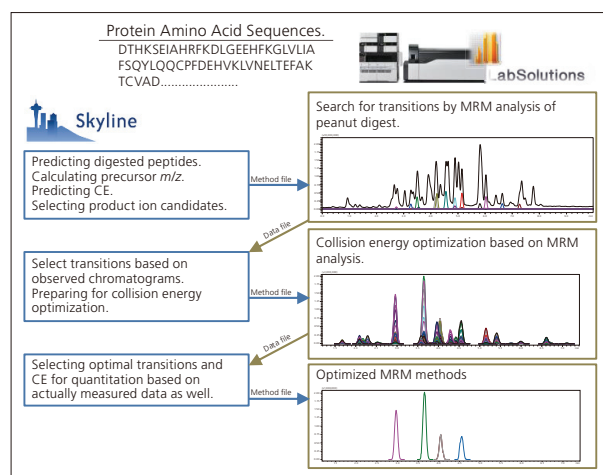 Protein Amino Acid Sequences.
DTHKSEIAHRFKDLGEEHFKGLVLIA
FSQYLQQCPFDEHVKLVNELTEFAK
TCVAD......................
LabSolutions
Skyline
Search for transitions by MRM analysis of
peanut digest.
Predicting digested peptides.
Calculating precursor m/z.
Predicting CE.
Selecting product ion candidates.
Method file
Data file
Collision energy optimization based on MRM
analysis.
Select transitions based on
observed chromatograms.
Preparing for collision energy
optimization.
Method file
Data file
Selecting optimal transitions and
CE for quantitation based on
actually measured data as well.
Method file
Optimized MRM methods